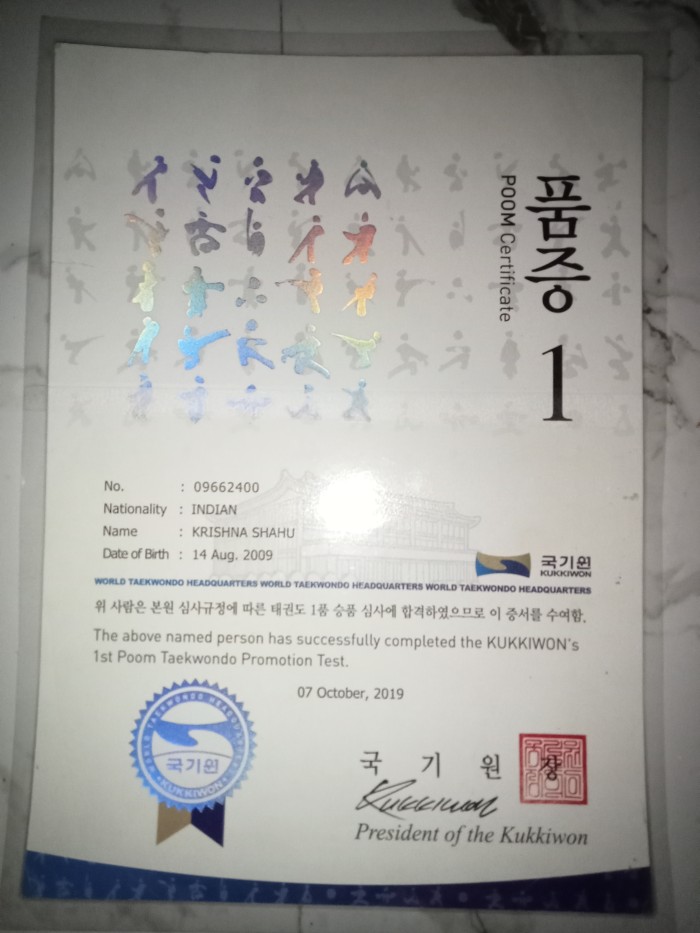 품증
POOM Certificate
1
No. : 09662400
Nationality : INDIAN
Name : KRISHNA SHAHU
Date of Birth : 14 Aug. 2009
국기원
KUKKIWON
WORLD TAEKWONDO HEADQUARTERS WORLD TAEKWONDO HEADQUARTERS WORLD TAEKWONDO HEADQUARTERS
위 사람은 본원 심사규정에 따른 태권도 1품 승품 심사에 합격하였으므로 이 증서를 수여함.
The above named person has successfully completed the KUKKIWON's
1st Poom Taekwondo Promotion Test.
07 October, 2019
WORLD TAEKWONDO HEADQUARTERS
국기원
KUKKIWON
국 기 원 장
Kukkiwon
President of the Kukkiwon